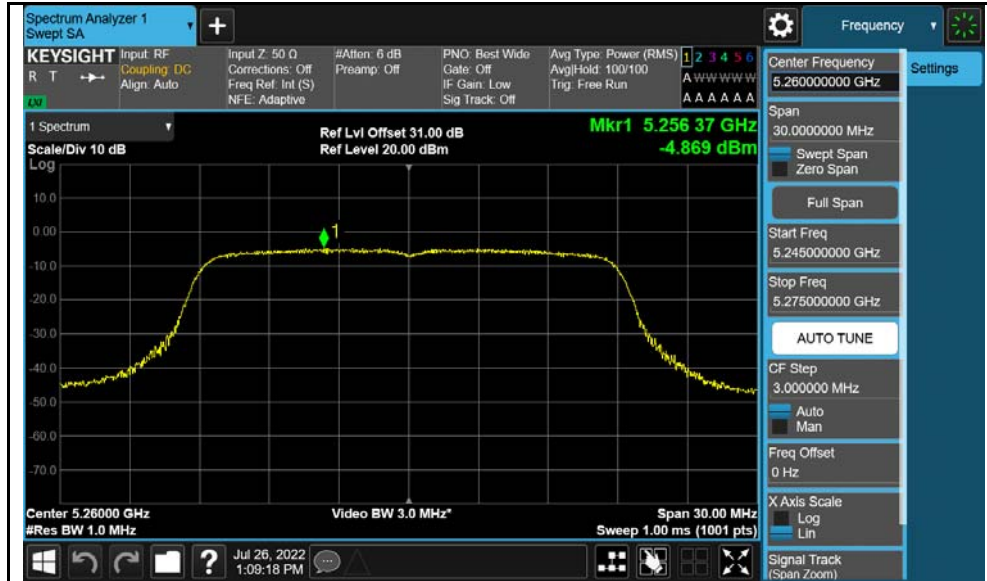 Spectrum Analyzer 1
Swept SA
+
Frequency
KEYSIGHT
R T
LXI
Input: RF
Coupling: DC
Align: Auto
Input Z: 50 Ω
Corrections: Off
Freq Ref: Int (S)
NFE: Adaptive
#Atten: 6 dB
Preamp: Off
PNO: Best Wide
Gate: Off
IF Gain: Low
Sig Track: Off
Avg Type: Power (RMS)
Avg|Hold: 100/100
Trig: Free Run
1 2 3 4 5 6
A W W W W W
A A A A A A
1 Spectrum
Scale/Div 10 dB
Log
Ref Lvl Offset 31.00 dB
Ref Level 20.00 dBm
Mkr1 5.256 37 GHz
-4.869 dBm
10.0
0.00
-10.0
-20.0
-30.0
-40.0
-50.0
-60.0
-70.0
1
Center 5.26000 GHz
#Res BW 1.0 MHz
Video BW 3.0 MHz*
Span 30.00 MHz
Sweep 1.00 ms (1001 pts)
?
Jul 26, 2022
1:09:18 PM
Center Frequency
5.260000000 GHz
Span
30.0000000 MHz
Swept Span
Zero Span
Full Span
Start Freq
5.245000000 GHz
Stop Freq
5.275000000 GHz
AUTO TUNE
CF Step
3.000000 MHz
Auto
Man
Freq Offset
0 Hz
X Axis Scale
Log
Lin
Signal Track
(Span Zoom)
Settings